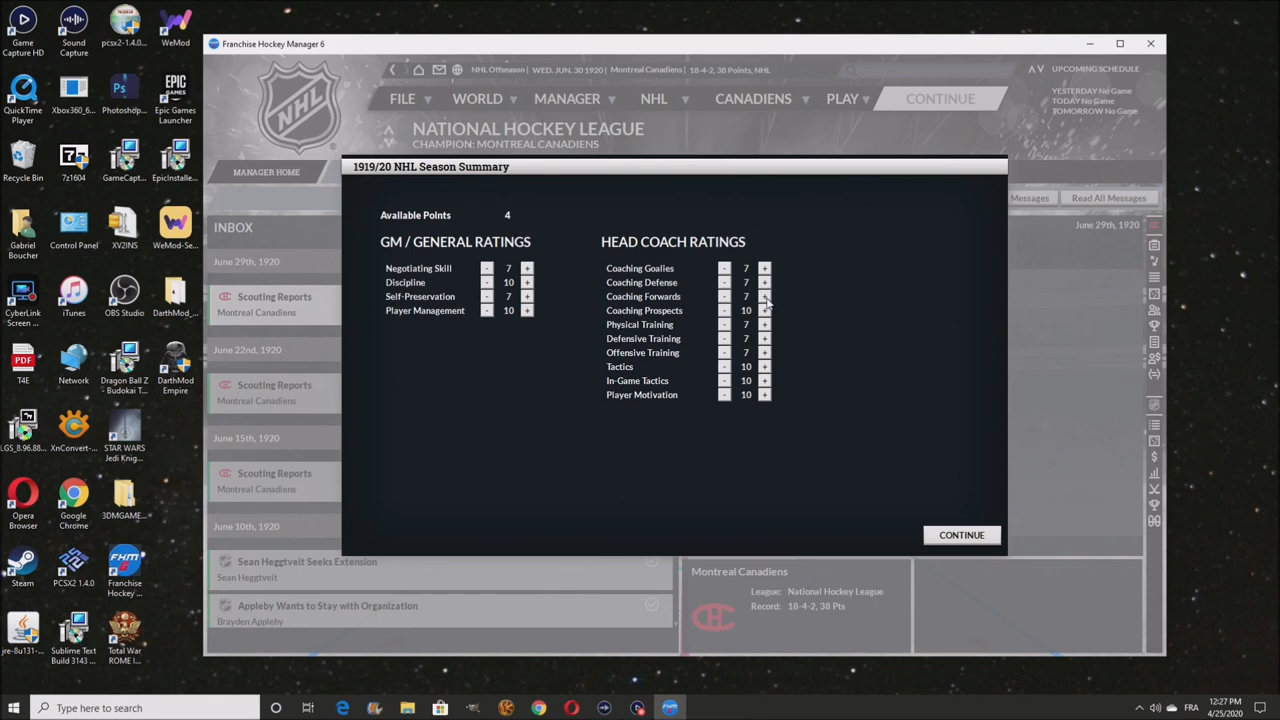 Game Capture HD
Sound Capture
pcsx2-1.4.0...
WeMod
QuickTime Player
Xbox360_6...
Photoshop...
Epic Games Launcher
Recycle Bin
7z1604
GameCapt...
EpicInstalle...
Gabriel Boucher
Control Panel
XV2INS
WeMod-Se...
CyberLink Screen ...
iTunes
OBS Studio
DarthMod_...
T4E
Network
Dragon Ball Z - Budokai T...
DarthMod Empire
LGS_8.96.88...
XnConvert-...
STAR WARS Jedi Knig...
Opera Browser
Google Chrome
3DMGAME...
Steam
PCSX2 1.4.0
Franchise Hockey ...
jre-8u131-...
Sublime Text Build 3143 ...
Total War ROME I...
Franchise Hockey Manager 6
NHL Offseason | WED. JUN. 30 1920 | Montreal Canadiens | 18-4-2, 38 Points, NHL
UPCOMING SCHEDULE
YESTERDAY No Game
TODAY No Game
TOMORROW No Game
FILE
WORLD
MANAGER
NHL
CANADIENS
PLAY
CONTINUE
NATIONAL HOCKEY LEAGUE
CHAMPION: MONTREAL CANADIENS
MANAGER HOME
Messages
Read All Messages
INBOX
June 29th, 1920
June 29th, 1920
Scouting Reports
Montreal Canadiens
June 22nd, 1920
Scouting Reports
Montreal Canadiens
June 15th, 1920
Scouting Reports
Montreal Canadiens
June 10th, 1920
Sean Heggtveit Seeks Extension
Sean Heggtveit
Appleby Wants to Stay with Organization
Brayden Appleby
1919/20 NHL Season Summary
Available Points 4
GM / GENERAL RATINGS
Negotiating Skill - 7 +
Discipline - 10 +
Self-Preservation - 7 +
Player Management - 10 +
HEAD COACH RATINGS
Coaching Goalies - 7 +
Coaching Defense - 7 +
Coaching Forwards - 7 +
Coaching Prospects - 10 +
Physical Training - 7 +
Defensive Training - 7 +
Offensive Training - 7 +
Tactics - 10 +
In-Game Tactics - 10 +
Player Motivation - 10 +
CONTINUE
Montreal Canadiens
League: National Hockey League
Record: 18-4-2, 38 Pts
Type here to search
FRA
12:27 PM
4/25/2020